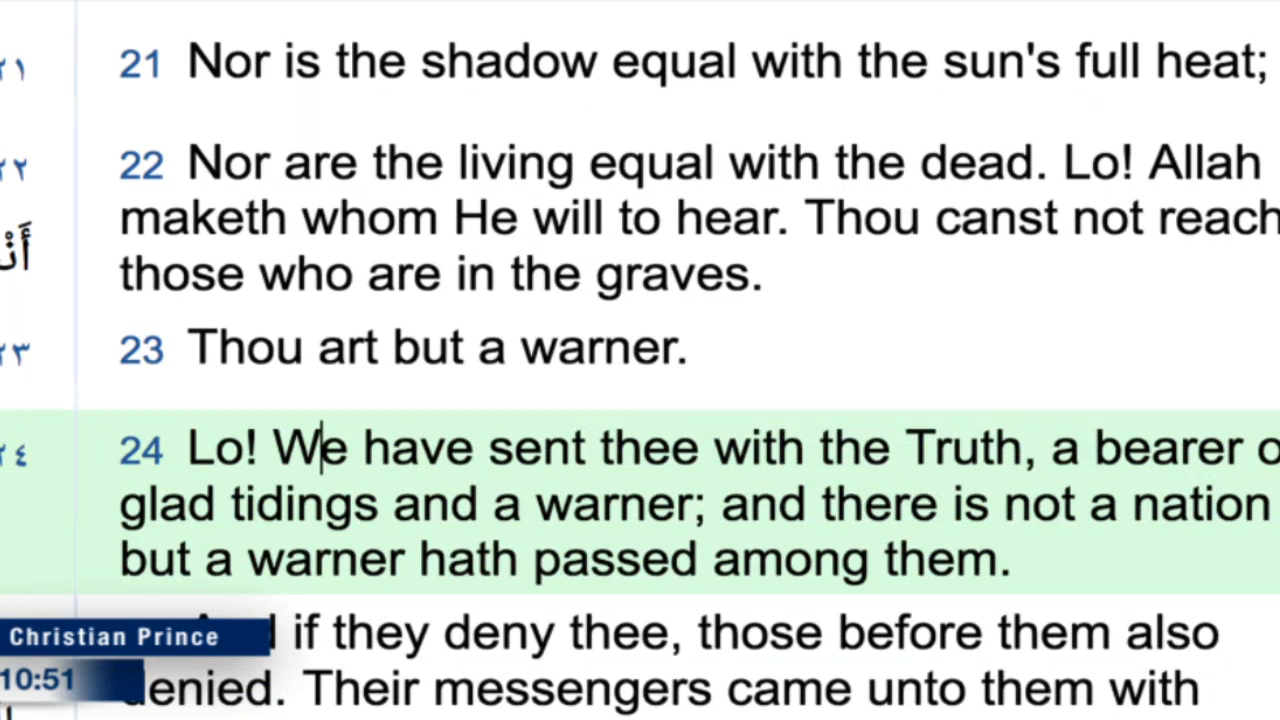 21 Nor is the shadow equal with the sun's full heat;
22 Nor are the living equal with the dead. Lo! Allah
maketh whom He will to hear. Thou canst not reach
those who are in the graves.
23 Thou art but a warner.
24 Lo! We have sent thee with the Truth, a bearer
glad tidings and a warner; and there is not a nation
but a warner hath passed among them.
if they deny thee, those before them also
denied. Their messengers came unto them with
Christian Prince
10:51